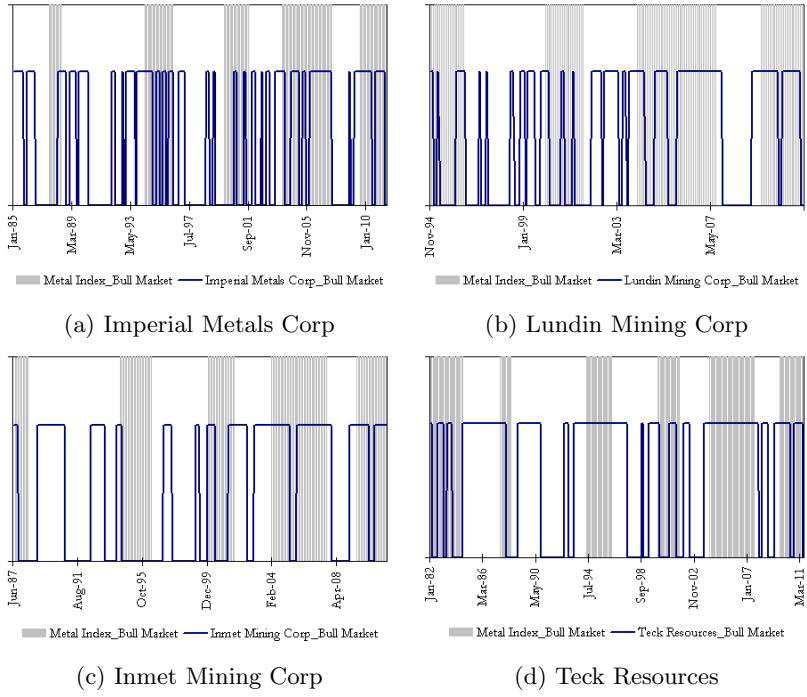 Jan-85
Mar-89
May-93
Jul-97
Sep-01
Nov-05
Jan-10
Metal Index_Bull Market
Imperial Metals Corp_Bull Market
(a) Imperial Metals Corp
Nov-94
Jan-99
Mar-03
May-07
Metal Index_Bull Market
Lundin Mining Corp_Bull Market
(b) Lundin Mining Corp
Jun-87
Aug-91
Oct-95
Dec-99
Feb-04
Apr-08
Metal Index_Bull Market
Inmet Mining Corp_Bull Market
(c) Inmet Mining Corp
Jan-82
Mar-86
May-90
Jul-94
Sep-98
Nov-02
Jan-07
Mar-11
Metal Index_Bull Market
Teck Resources_Bull Market
(d) Teck Resources